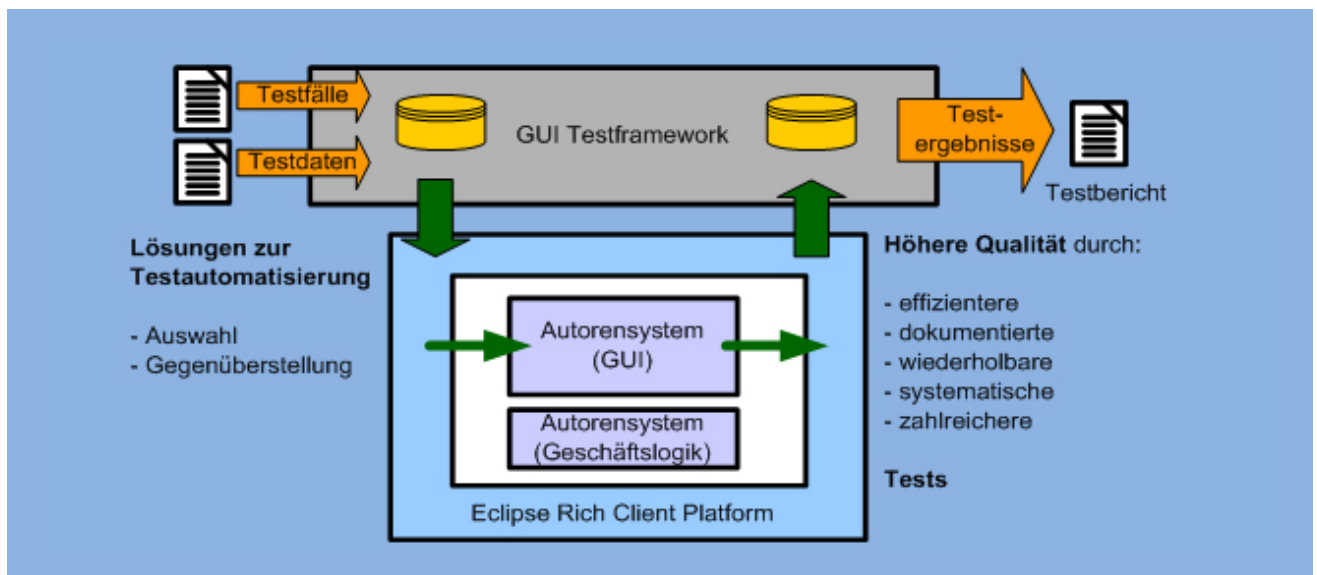 Testfälle
Testdaten
GUI Testframework
Test-
ergebnisse
Testbericht
Lösungen zur
Testautomatisierung
- Auswahl
- Gegenüberstellung
Autorensystem
(GUI)
Autorensystem
(Geschäftslogik)
Eclipse Rich Client Platform
Höhere Qualität durch:
- effizientere
- dokumentierte
- wiederholbare
- systematische
- zahlreichere
Tests